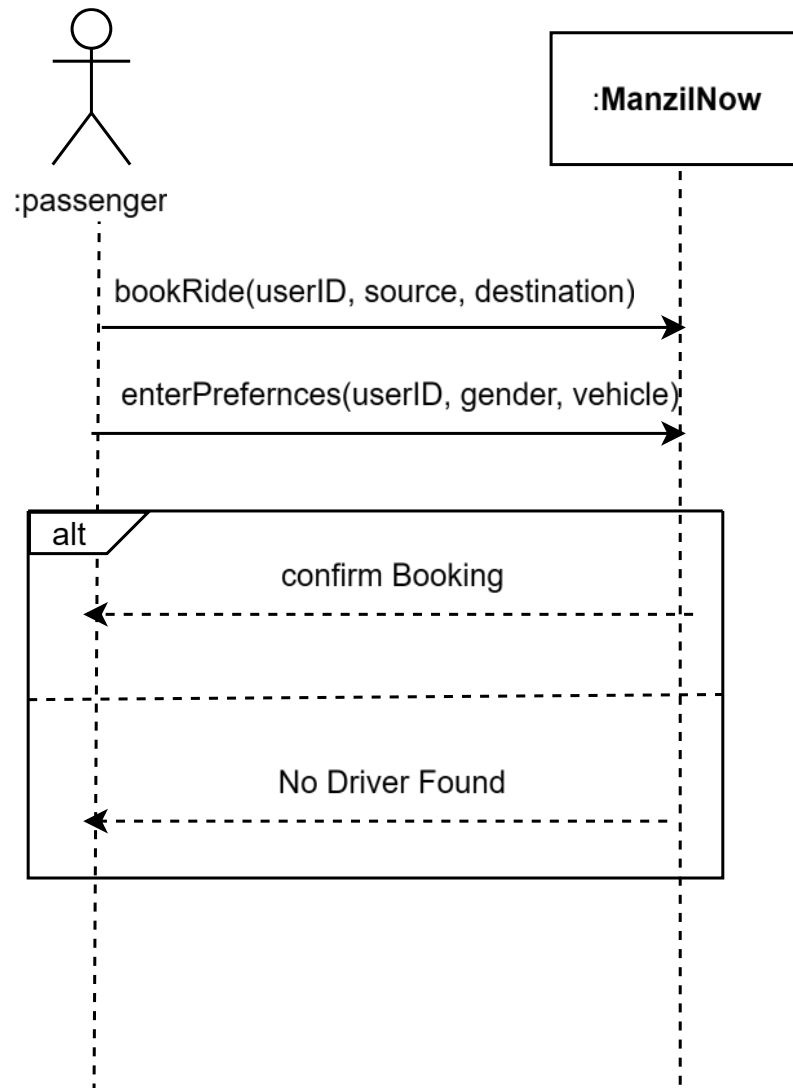 :passenger
:ManzilNow
bookRide(userID, source, destination)
enterPrefernces(userID, gender, vehicle)
alt
confirm Booking
No Driver Found